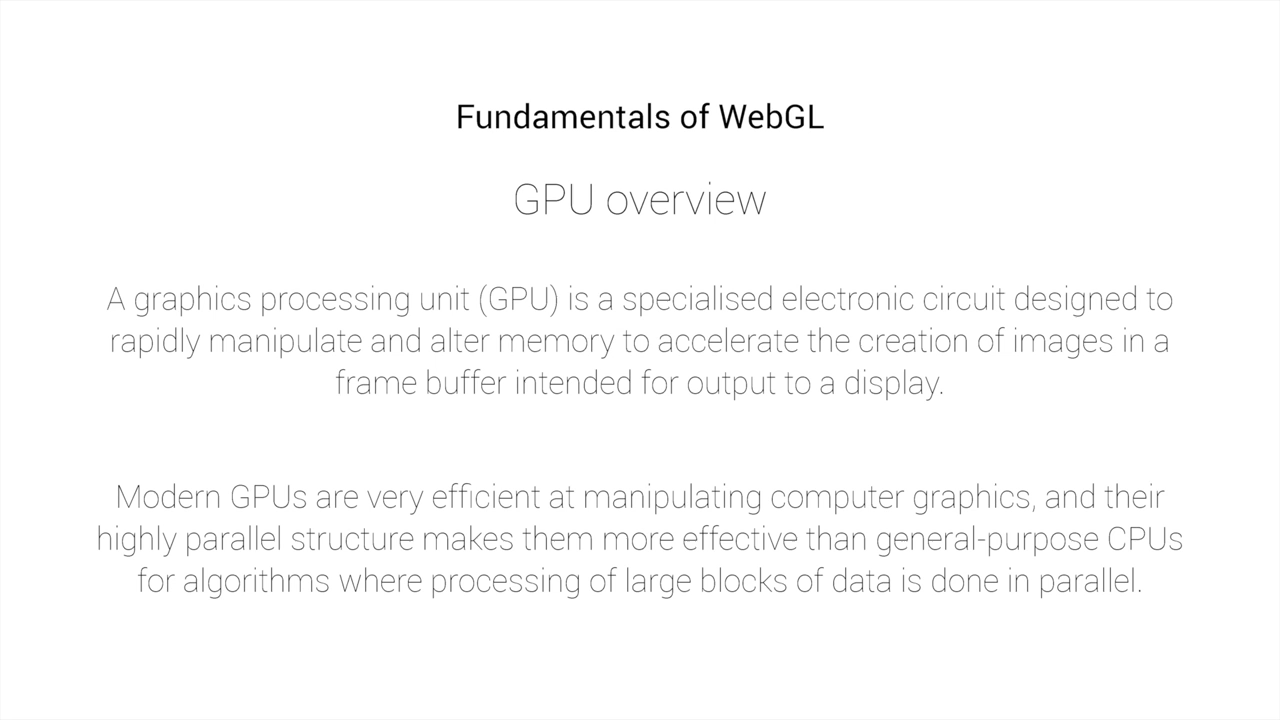 Fundamentals of WebGL
GPU overview
A graphics processing unit (GPU) is a specialised electronic circuit designed to
rapidly manipulate and alter memory to accelerate the creation of images in a
frame buffer intended for output to a display.
Modern GPUs are very efficient at manipulating computer graphics, and their
highly parallel structure makes them more effective than general-purpose CPUs
for algorithms where processing of large blocks of data is done in parallel.